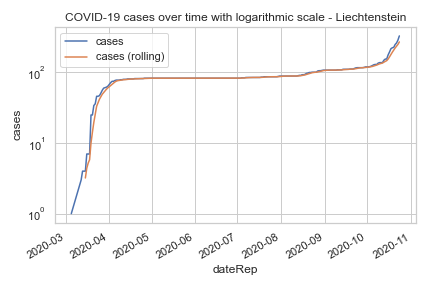 COVID-19 cases over time with logarithmic scale - Liechtenstein
cases
cases (rolling)
10²
10¹
10⁰
cases
2020-03
2020-04
2020-05
2020-06
2020-07
2020-08
2020-09
2020-10
2020-11
dateRep